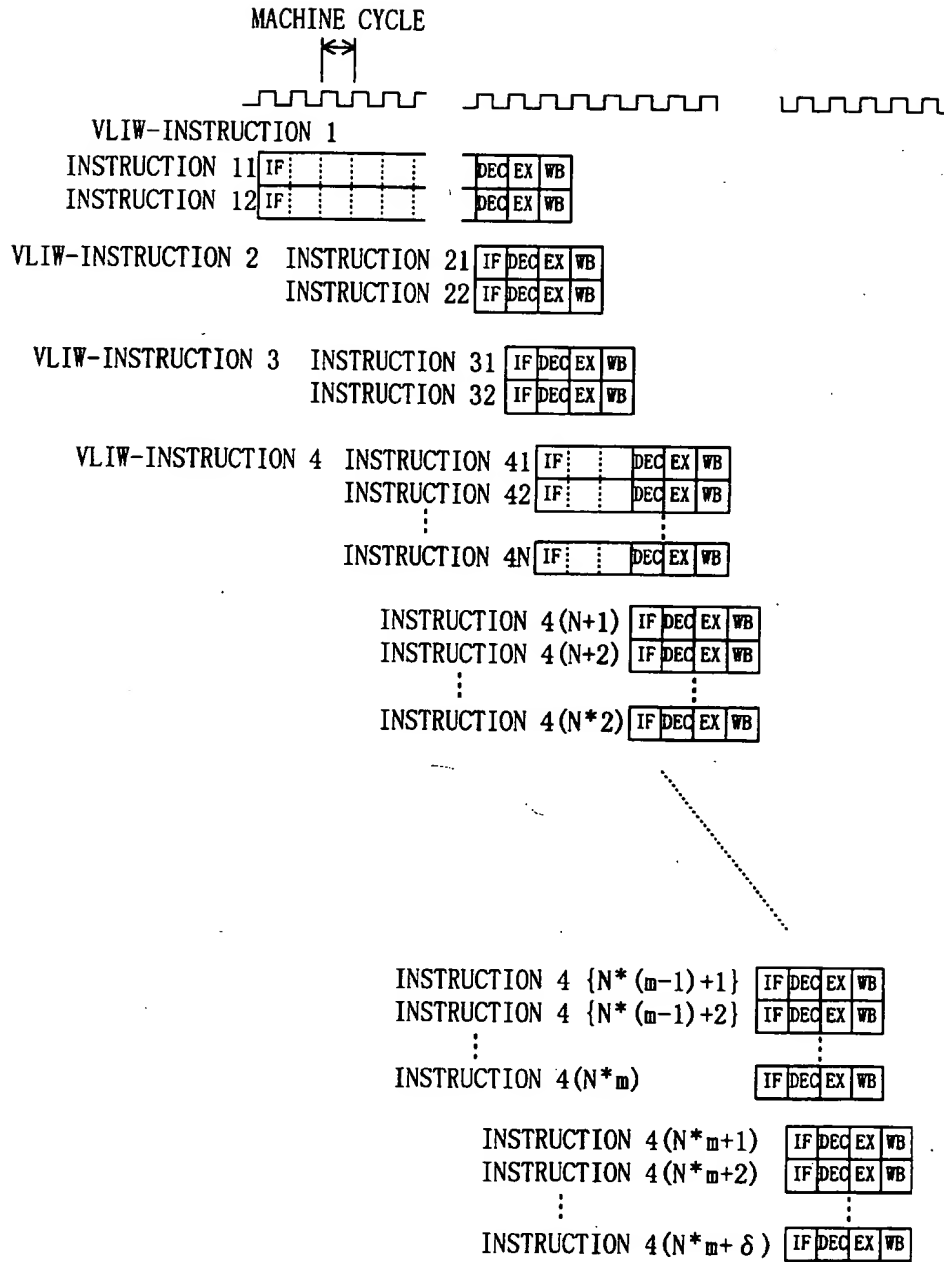 MACHINE CYCLE
VLIW-INSTRUCTION 1
INSTRUCTION 11 IF DEC EX WB
INSTRUCTION 12 IF DEC EX WB
VLIW-INSTRUCTION 2 INSTRUCTION 21 IF DEC EX WB
INSTRUCTION 22 IF DEC EX WB
VLIW-INSTRUCTION 3 INSTRUCTION 31 IF DEC EX WB
INSTRUCTION 32 IF DEC EX WB
VLIW-INSTRUCTION 4 INSTRUCTION 41 IF DEC EX WB
INSTRUCTION 42 IF DEC EX WB
INSTRUCTION 4N IF DEC EX WB
INSTRUCTION 4(N+1) IF DEC EX WB
INSTRUCTION 4(N+2) IF DEC EX WB
INSTRUCTION 4(N*2) IF DEC EX WB
INSTRUCTION 4 {N*(m-1)+1} IF DEC EX WB
INSTRUCTION 4 {N*(m-1)+2} IF DEC EX WB
INSTRUCTION 4(N*m) IF DEC EX WB
INSTRUCTION 4(N*m+1) IF DEC EX WB
INSTRUCTION 4(N*m+2) IF DEC EX WB
INSTRUCTION 4(N*m+δ) IF DEC EX WB